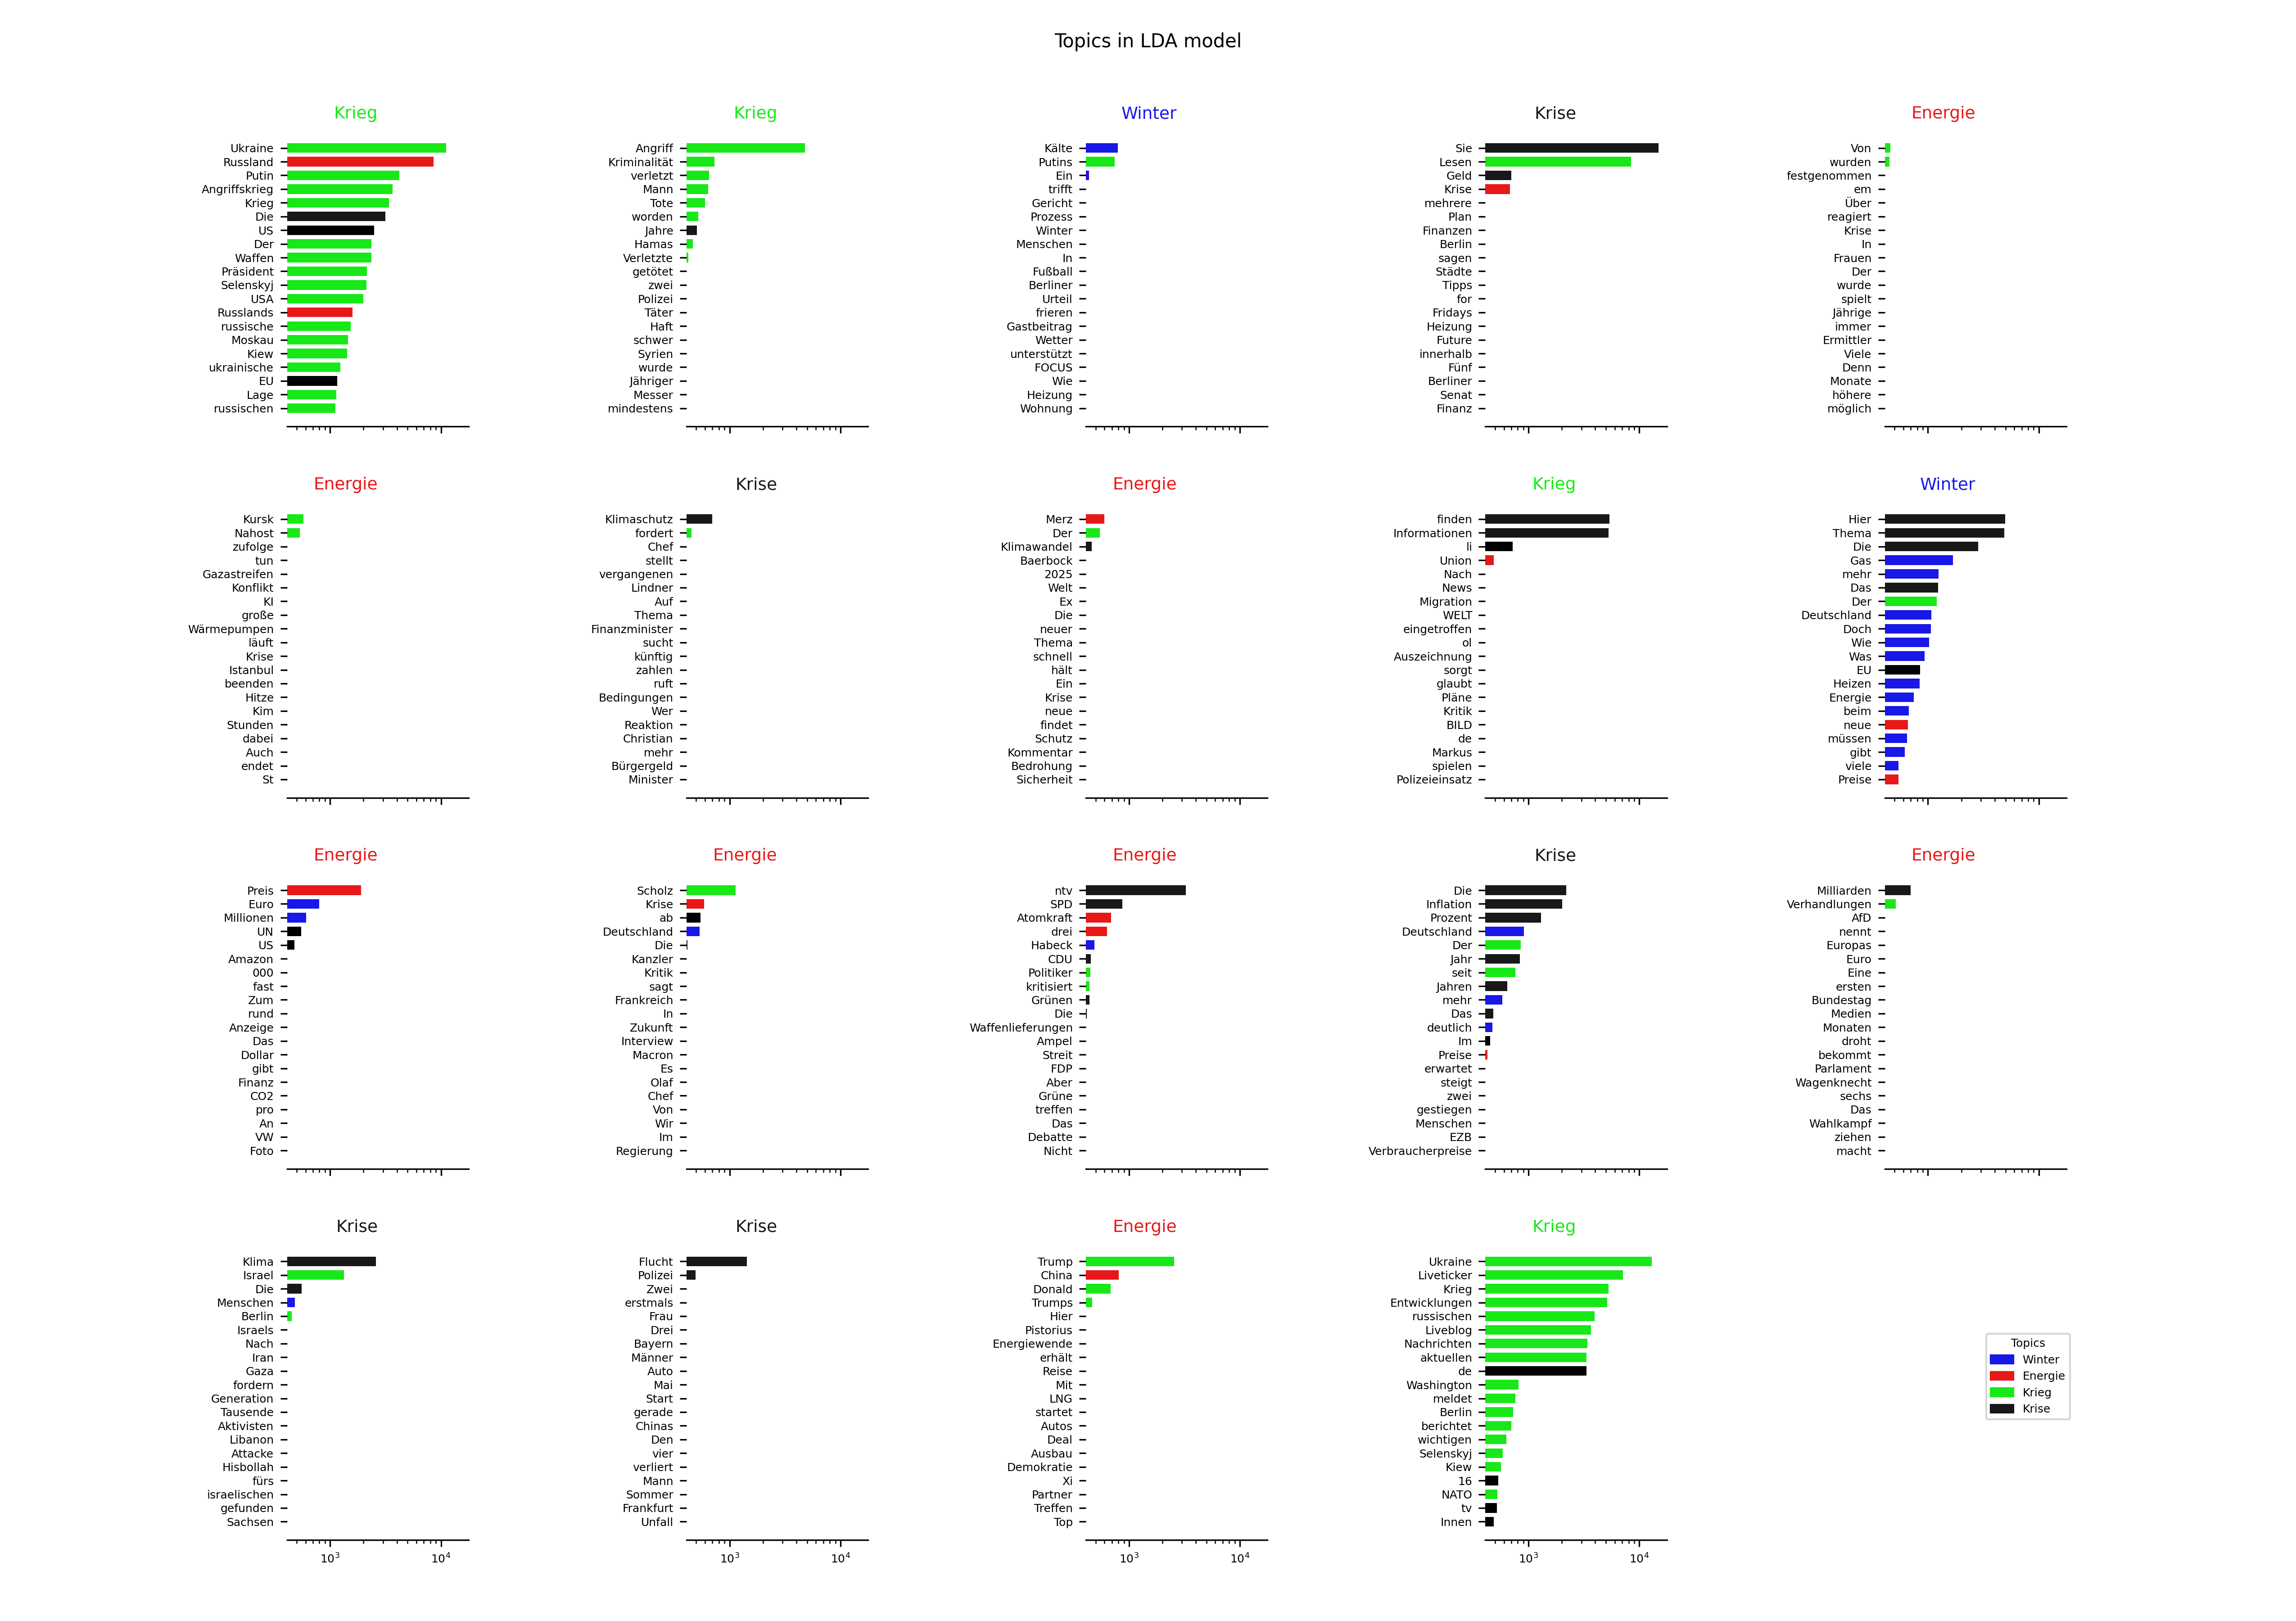 Topics in LDA model
Krieg
Ukraine
Russland
Putin
Angriffskrieg
Krieg
Die
US
Der
Waffen
Präsident
Selenskyj
USA
Russlands
russische
Moskau
Kiew
ukrainische
EU
Lage
russischen
Krieg
Angriff
Kriminalität
verletzt
Mann
Tote
worden
Jahre
Hamas
Verletzte
getötet
zwei
Polizei
Täter
Haft
schwer
Syrien
wurde
Jähriger
Messer
mindestens
Winter
Kälte
Putins
Ein
trifft
Gericht
Prozess
Winter
Menschen
In
Fußball
Berliner
Urteil
frieren
Gastbeitrag
Wetter
unterstützt
FOCUS
Wie
Heizung
Wohnung
Krise
Sie
Lesen
Geld
Krise
mehrere
Plan
Finanzen
Berlin
sagen
Städte
Tipps
for
Fridays
Heizung
Future
innerhalb
Fünf
Berliner
Senat
Finanz
Energie
Von
wurden
festgenommen
em
Über
reagiert
Krise
In
Frauen
Der
wurde
spielt
Jährige
immer
Ermittler
Viele
Denn
Monate
höhere
möglich
Energie
Kursk
Nahost
zufolge
tun
Gazastreifen
Konflikt
KI
große
Wärmepumpen
läuft
Krise
Istanbul
beenden
Hitze
Kim
Stunden
dabei
Auch
endet
St
Krise
Klimaschutz
fordert
Chef
stellt
vergangenen
Lindner
Auf
Thema
Finanzminister
sucht
künftig
zahlen
ruft
Bedingungen
Wer
Reaktion
Christian
mehr
Bürgergeld
Minister
Energie
Merz
Der
Klimawandel
Baerbock
2025
Welt
Ex
Die
neuer
Thema
schnell
hält
Ein
Krise
neue
findet
Schutz
Kommentar
Bedrohung
Sicherheit
Krieg
finden
Informationen
li
Union
Nach
News
Migration
WELT
eingetroffen
ol
Auszeichnung
sorgt
glaubt
Pläne
Kritik
BILD
de
Markus
spielen
Polizeieinsatz
Winter
Hier
Thema
Die
Gas
mehr
Das
Der
Deutschland
Doch
Wie
Was
EU
Heizen
Energie
beim
neue
müssen
gibt
viele
Preise
Energie
Preis
Euro
Millionen
UN
US
Amazon
000
fast
Zum
rund
Anzeige
Das
Dollar
gibt
Finanz
CO2
pro
An
VW
Foto
Energie
Scholz
Krise
ab
Deutschland
Die
Kanzler
Kritik
sagt
Frankreich
In
Zukunft
Interview
Macron
Es
Olaf
Chef
Von
Wir
Im
Regierung
Energie
ntv
SPD
Atomkraft
drei
Habeck
CDU
Politiker
kritisiert
Grünen
Die
Waffenlieferungen
Ampel
Streit
FDP
Aber
Grüne
treffen
Das
Debatte
Nicht
Krise
Die
Inflation
Prozent
Deutschland
Der
Jahr
seit
Jahren
mehr
Das
deutlich
Im
Preise
erwartet
steigt
zwei
gestiegen
Menschen
EZB
Verbraucherpreise
Energie
Milliarden
Verhandlungen
AfD
nennt
Europas
Euro
Eine
ersten
Bundestag
Medien
Monaten
droht
bekommt
Parlament
Wagenknecht
sechs
Das
Wahlkampf
ziehen
macht
Krise
Klima
Israel
Die
Menschen
Berlin
Israels
Nach
Iran
Gaza
fordern
Generation
Tausende
Aktivisten
Libanon
Attacke
Hisbollah
fürs
israelischen
gefunden
Sachsen
10³ 10⁴
Krise
Flucht
Polizei
Zwei
erstmals
Frau
Drei
Bayern
Männer
Auto
Mai
Start
gerade
Chinas
Den
vier
verliert
Mann
Sommer
Frankfurt
Unfall
10³ 10⁴
Energie
Trump
China
Donald
Trumps
Hier
Pistorius
Energiewende
erhält
Reise
Mit
LNG
startet
Autos
Deal
Ausbau
Demokratie
Xi
Partner
Treffen
Top
10³ 10⁴
Krieg
Ukraine
Liveticker
Krieg
Entwicklungen
russischen
Liveblog
Nachrichten
aktuellen
de
Washington
meldet
Berlin
berichtet
wichtigen
Selenskyj
Kiew
16
NATO
tv
Innen
10³ 10⁴
Topics
Winter
Energie
Krieg
Krise